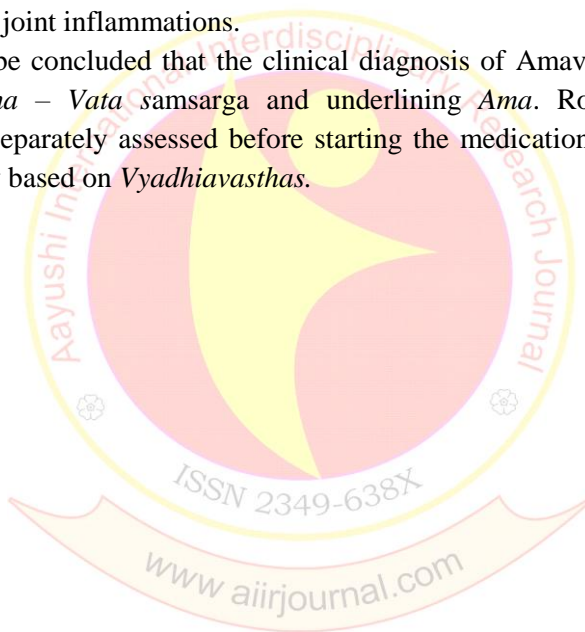 joint inflammations.
be concluded that the clinical diagnosis of Amav
na – Vata samsarga and underlining Ama. Ro
eparately assessed before starting the medication
based on Vyadhiavasthas.
Aayushi International Interdisciplinary Research Journal
ISSN 2349-638X
www aiirjournal.com